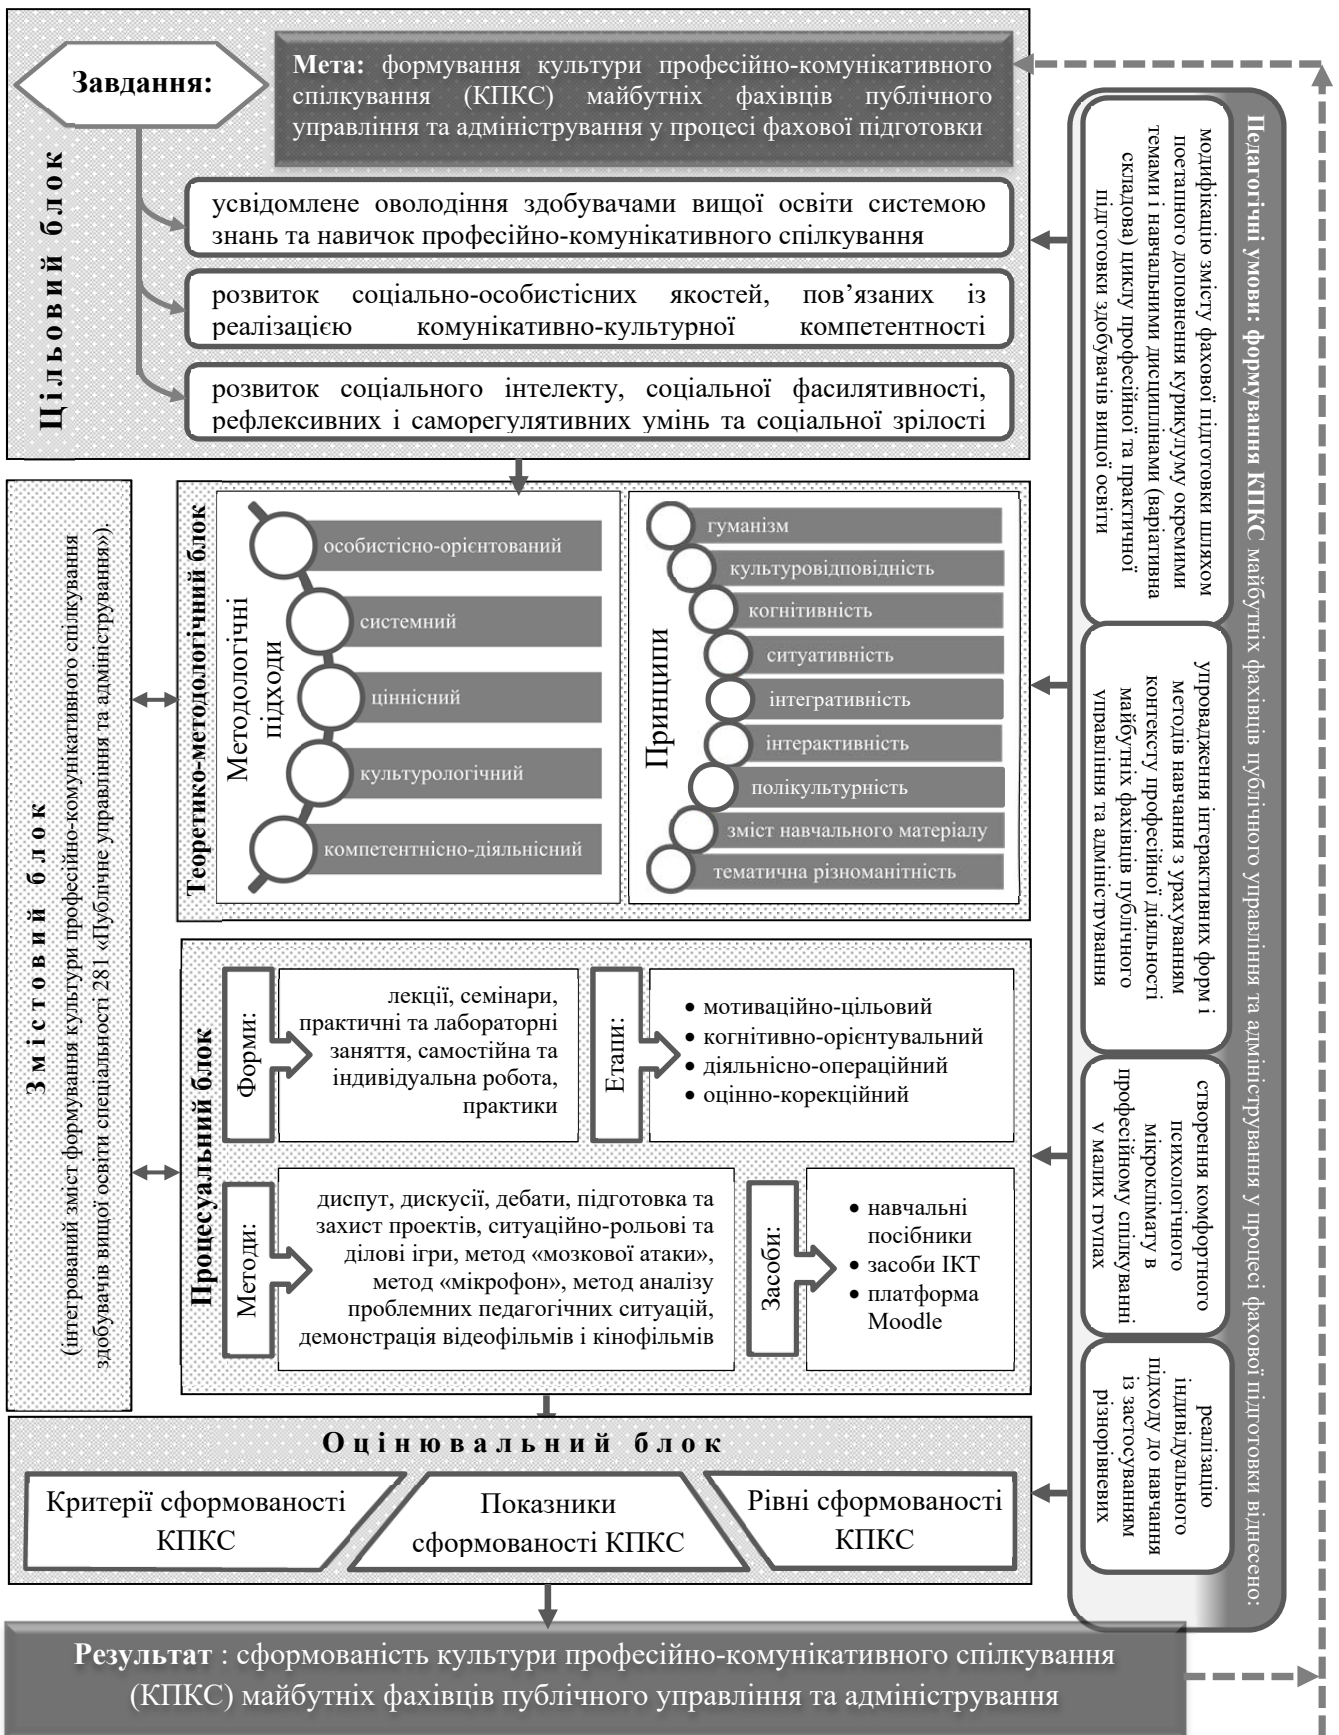 Завдання:
Мета: формування культури професійно-комунікативного
спілкування (КПКС) майбутніх фахівців публічного
управління та адміністрування у процесі фахової підготовки
Цільовий блок
усвідомлене оволодіння здобувачами вищої освіти системою
знань та навичок професійно-комунікативного спілкування
розвиток соціально-особистісних якостей, пов’язаних із
реалізацією комунікативно-культурної компетентності
розвиток соціального інтелекту, соціальної фасилятивності,
рефлексивних і саморегулятивних умінь та соціальної зрілості
Змістовий блок
(інтегрований зміст формування культури професійно-комунікативного спілкування
здобувачів вищої освіти спеціальності 281 «Публічне управління та адміністрування»).
Теоретико-методологічний блок
Методологічні
підходи
особистісно-орієнтований
системний
ціннісний
культурологічний
компетентнісно-діяльнісний
Принципи
гуманізм
культуровідповідність
когнітивність
ситуативність
інтегративність
інтерактивність
полікультурність
зміст навчального матеріалу
тематична різноманітність
Процесуальний блок
Форми:
лекції, семінари,
практичні та лабораторні
заняття, самостійна та
індивідуальна робота,
практики
Етапи:
• мотиваційно-цільовий
• когнітивно-орієнтувальний
• діяльнісно-операційний
• оцінно-корекційний
Методи:
диспут, дискусії, дебати, підготовка та
захист проектів, ситуаційно-рольові та
ділові ігри, метод «мозкової атаки»,
метод «мікрофон», метод аналізу
проблемних педагогічних ситуацій,
демонстрація відеофільмів і кінофільмів
Засоби:
• навчальні
посібники
• засоби ІКТ
• платформа
Moodle
Оцінювальний блок
Критерії сформованості
КПКС
Показники
сформованості КПКС
Рівні сформованості
КПКС
Результат : сформованість культури професійно-комунікативного спілкування
(КПКС) майбутніх фахівців публічного управління та адміністрування
Педагогічні умови: формування КПКС майбутніх фахівців публічного управління та адміністрування у процесі фахової підготовки віднесено:
модифікацію змісту фахової підготовки шляхом
поетапного доповнення курикулуму окремими
темами і навчальними дисциплінами (варіативна
складова) циклу професійної та практичної
підготовки здобувачів вищої освіти
упровадження інтерактивних форм і
методів навчання з урахуванням
контексту професійної діяльності
майбутніх фахівців публічного
управління та адміністрування
створення комфортного
психологічного
мікроклімату в
професійному спілкуванні
у малих групах
реалізацію
індивідуального
підходу до навчання
із застосуванням
різнорівневих